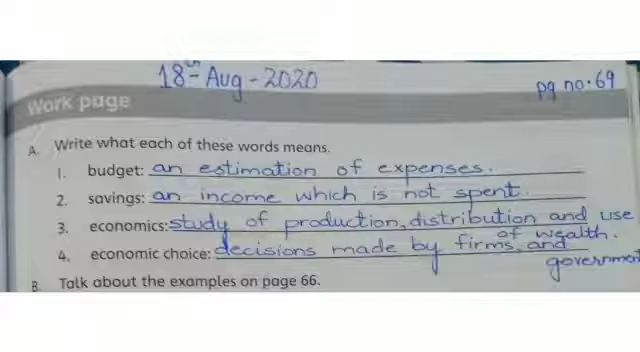 18th Aug - 2020
pg no. 69
Work page
A. Write what each of these words means.
1. budget: an estimation of expenses.
2. savings: an income which is not spent.
3. economics: study of production, distribution and use of wealth.
4. economic choice: decisions made by firms, and government
B. Talk about the examples on page 66.